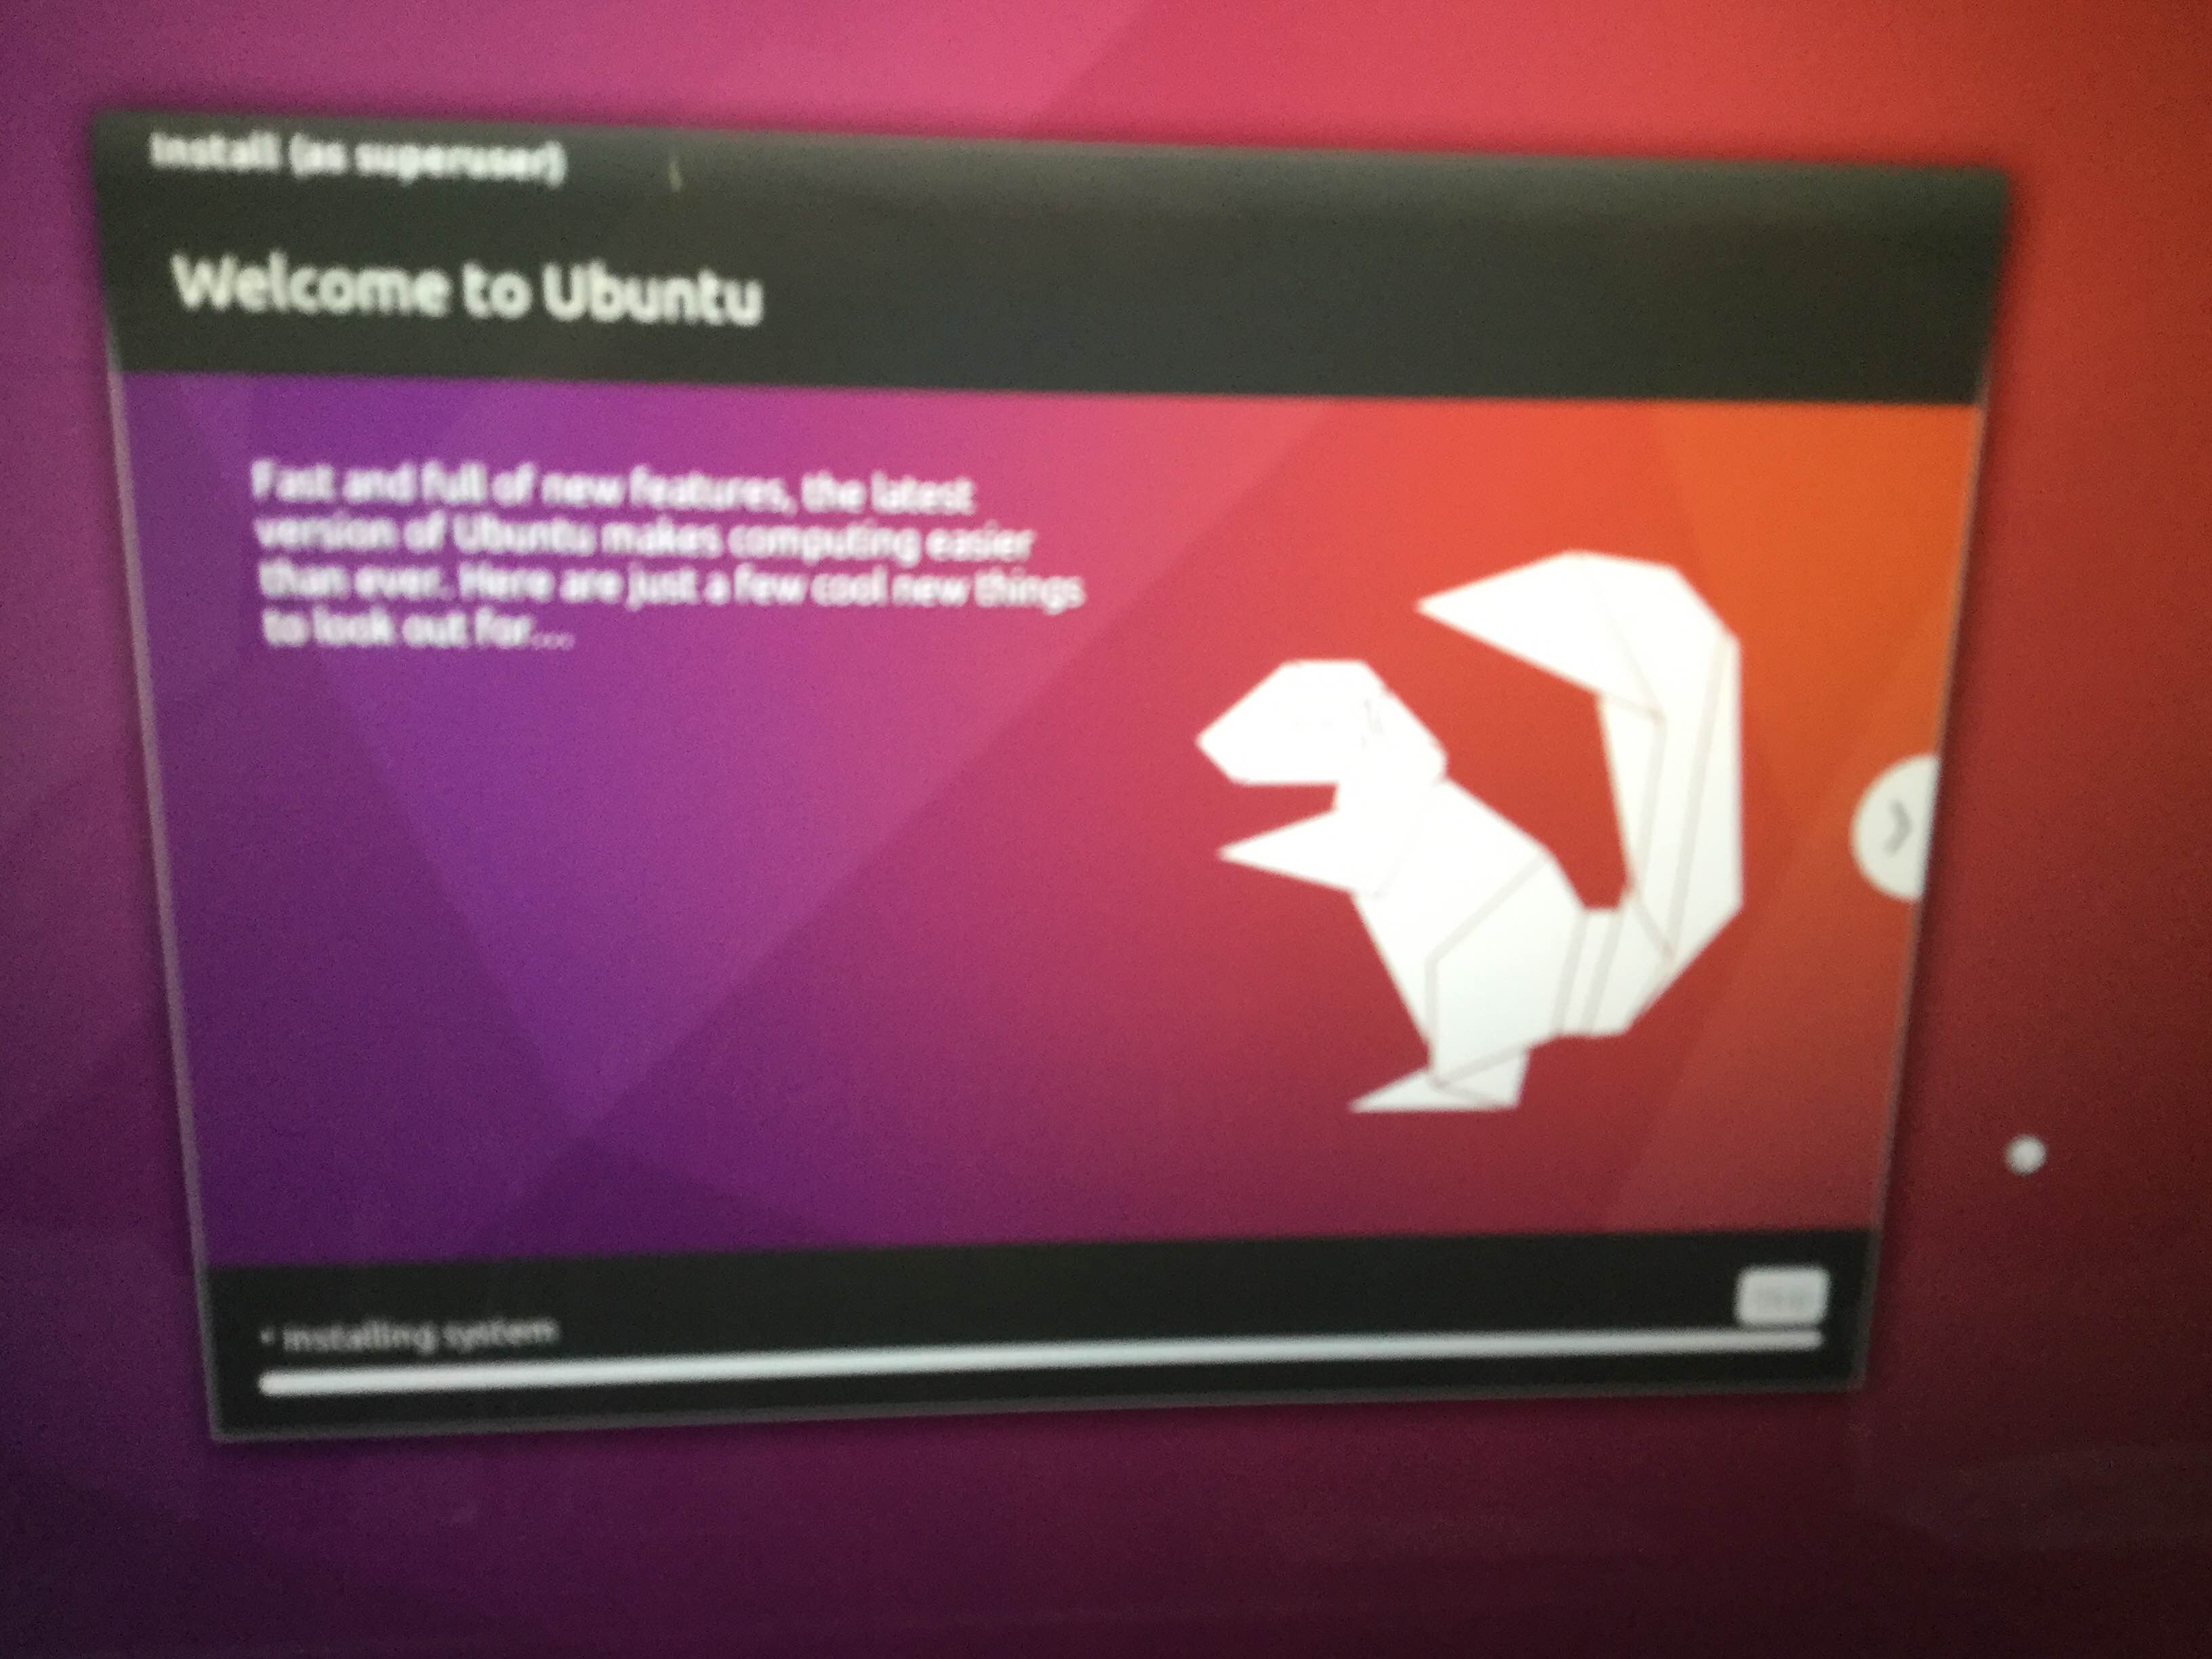 Install (as superuser)
Welcome to Ubuntu
Fast and full of new features, the latest
version of Ubuntu makes computing easier
than ever. Here are just a few cool new things
to look out for...
Installing system